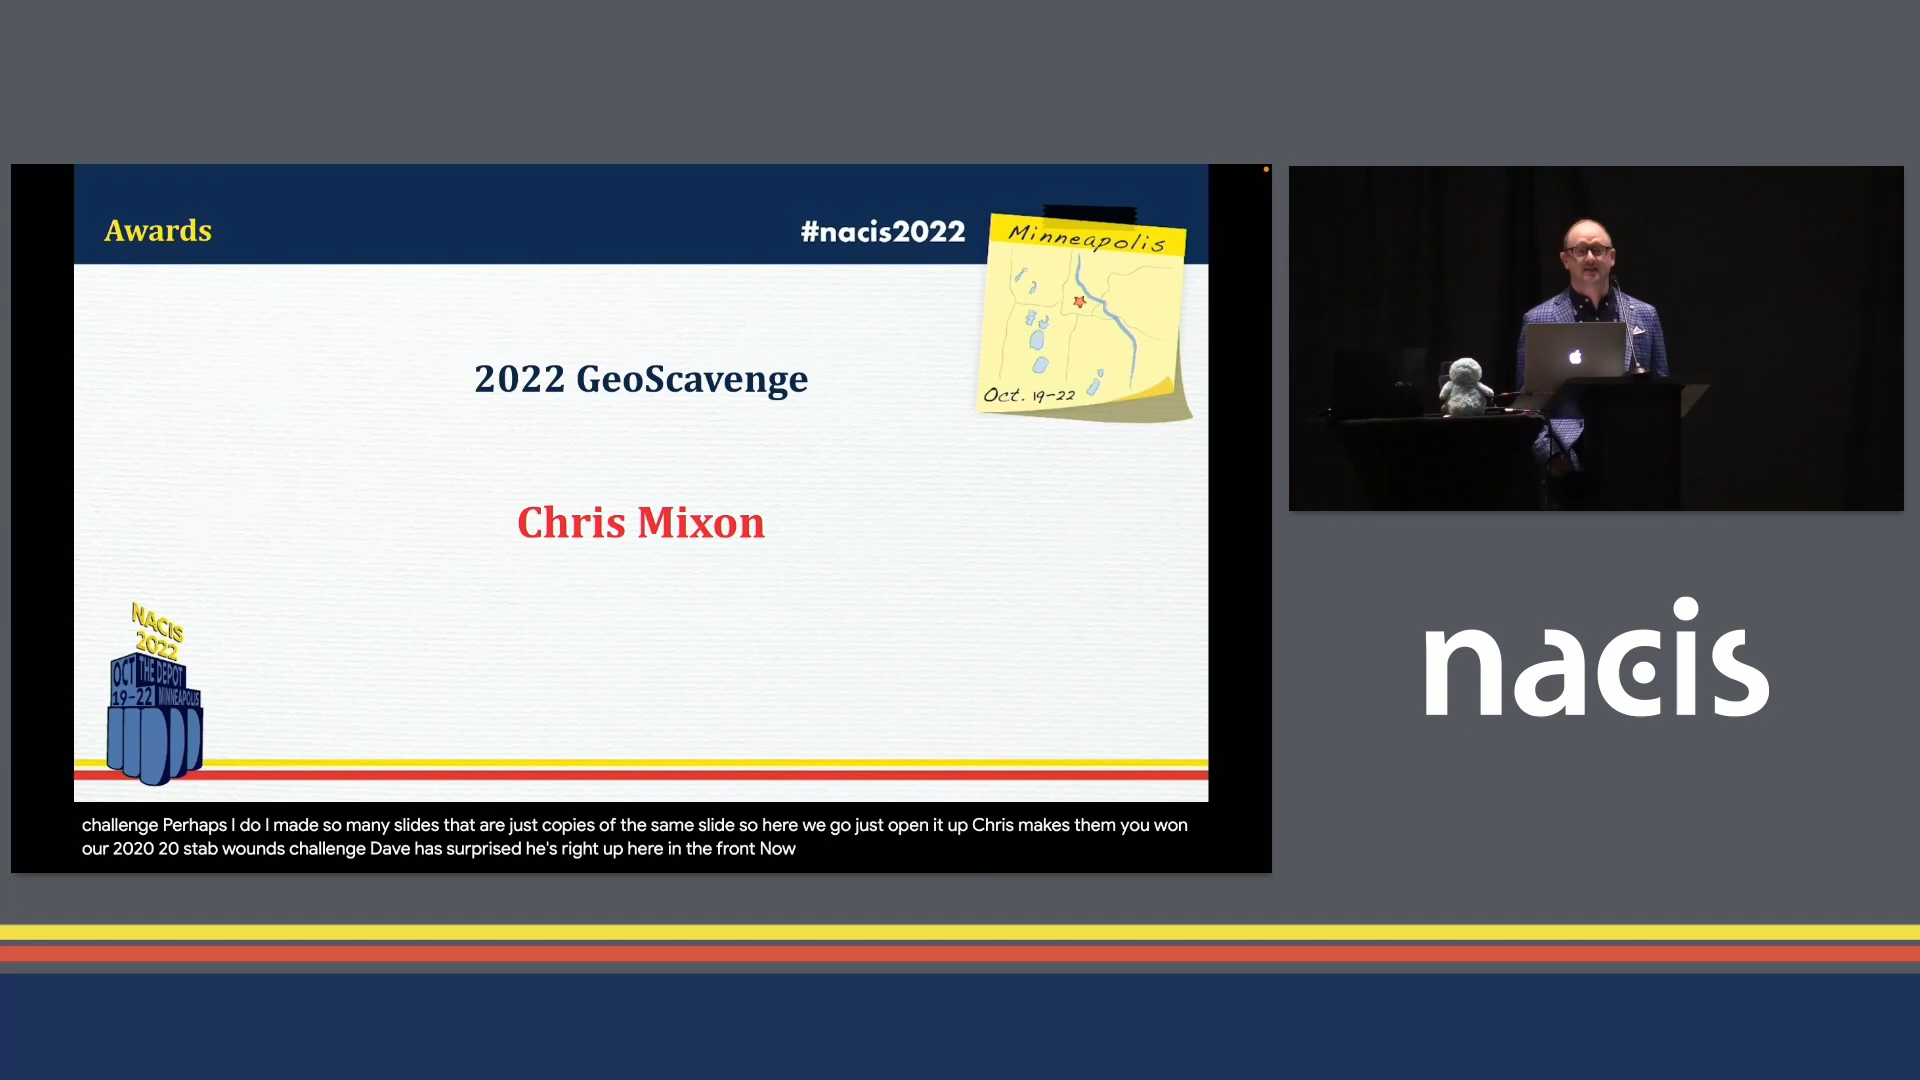 Awards
#nacis2022
Minneapolis
Oct. 19-22
2022 GeoScavenge
Chris Mixon
NACIS
2022
OCT THE DEPOT
19-22 MINNEAPOLIS
challenge Perhaps I do I made so many slides that are just copies of the same slide so here we go just open it up Chris makes them you won
our 2020 20 stab wounds challenge Dave has surprised he's right up here in the front Now
nacis